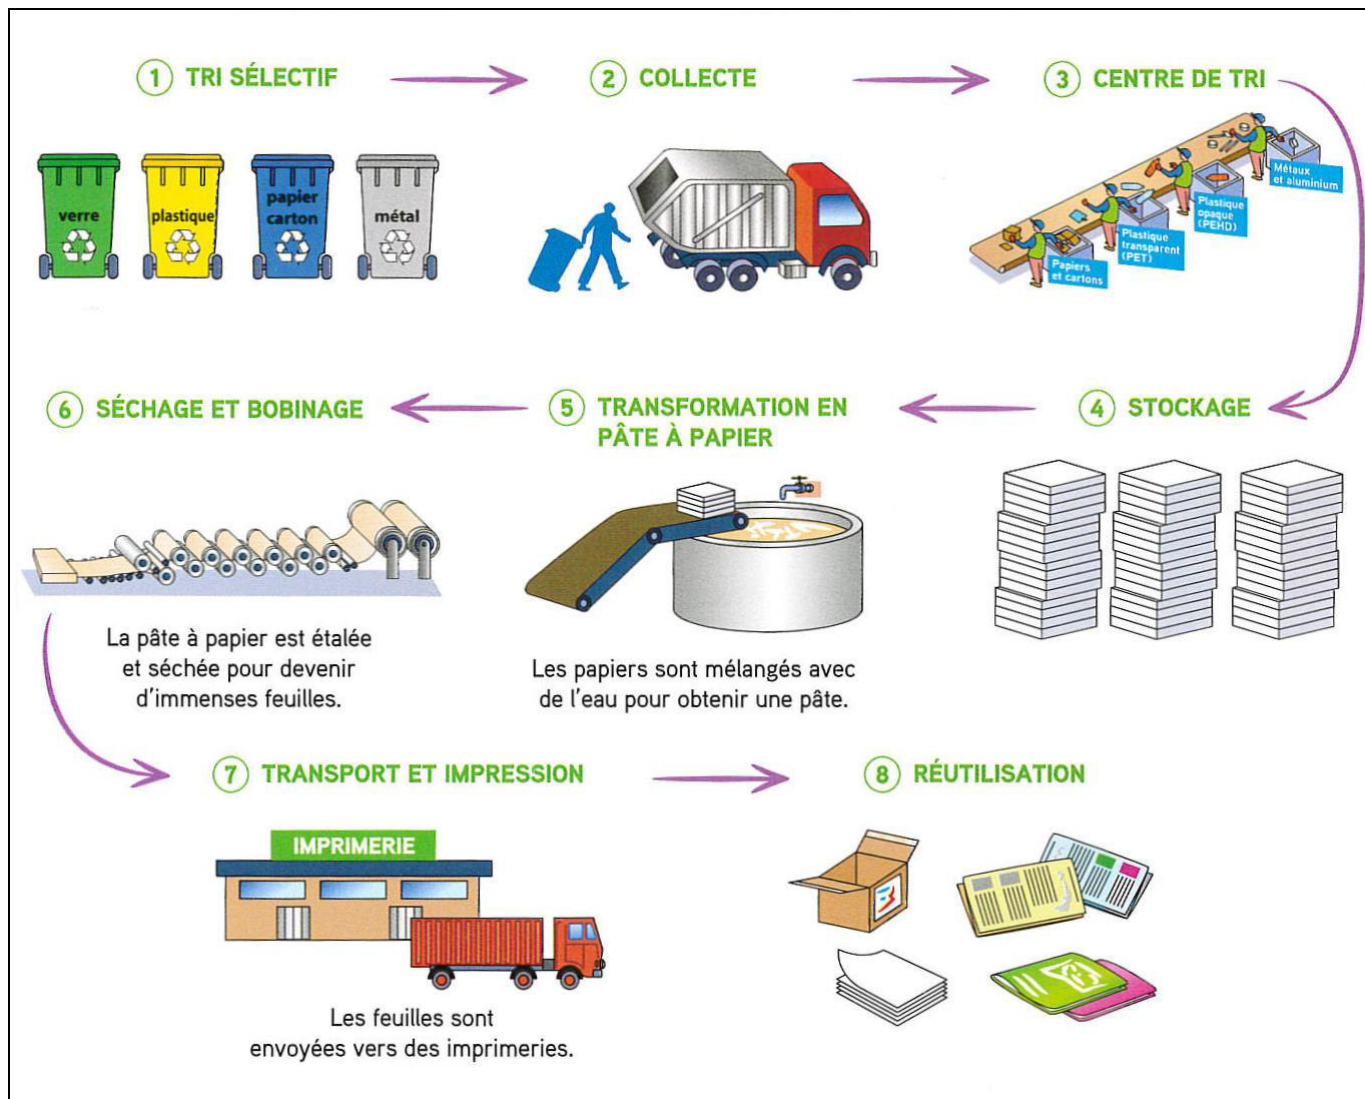 1 TRI SÉLECTIF
2 COLLECTE
3 CENTRE DE TRI
verre
plastique
papier
carton
métal
Papiers
et cartons
Plastique
transparent
(PET)
Plastique
opaque
(PEHD)
Métaux
et aluminium
4 STOCKAGE
5 TRANSFORMATION EN
PÂTE À PAPIER
Les papiers sont mélangés avec
de l'eau pour obtenir une pâte.
6 SÉCHAGE ET BOBINAGE
La pâte à papier est étalée
et séchée pour devenir
d'immenses feuilles.
7 TRANSPORT ET IMPRESSION
IMPRIMERIE
Les feuilles sont
envoyées vers des imprimeries.
8 RÉUTILISATION